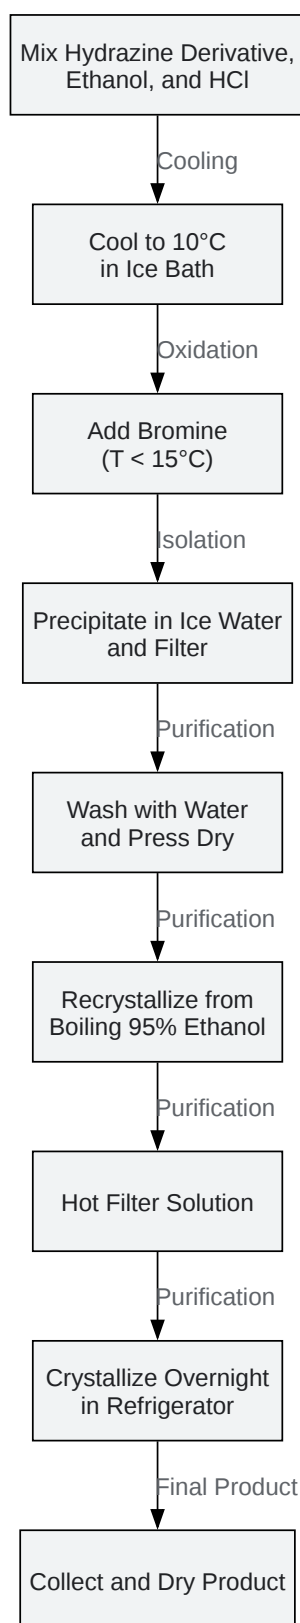 Mix Hydrazine Derivative,
Ethanol, and HCl
Cooling
Cool to 10°C
in Ice Bath
Oxidation
Add Bromine
(T < 15°C)
Isolation
Precipitate in Ice Water
and Filter
Purification
Wash with Water
and Press Dry
Purification
Recrystallize from
Boiling 95% Ethanol
Purification
Hot Filter Solution
Purification
Crystallize Overnight
in Refrigerator
Final Product
Collect and Dry Product